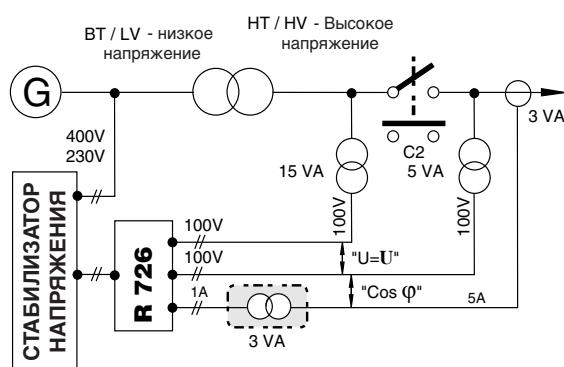 BT / LV - низкое
напряжение
HT / HV - Высокое
напряжение
G
3 VA
400V
230V
C2
15 VA
5 VA
100V
100V
СТАБИЛИЗАТОР
НАПРЯЖЕНИЯ
R 726
100V
100V
1A
"U=U"
"Cos φ"
5A
3 VA